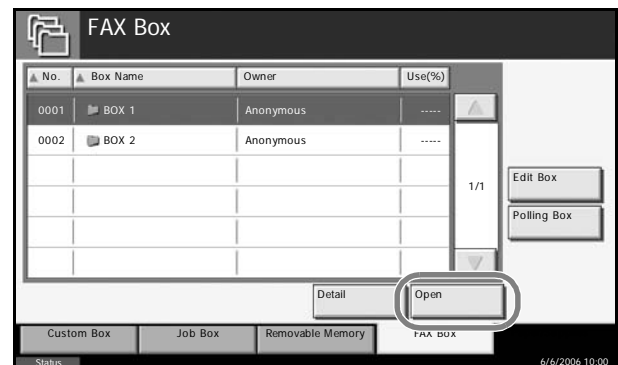 FAX Box
No. Box Name Owner Use(%)
0001 BOX 1 Anonymous -----
0002 BOX 2 Anonymous -----
1/1
Edit Box
Polling Box
Detail Open
Custom Box Job Box Removable Memory FAX Box
Status 6/6/2006 10:00